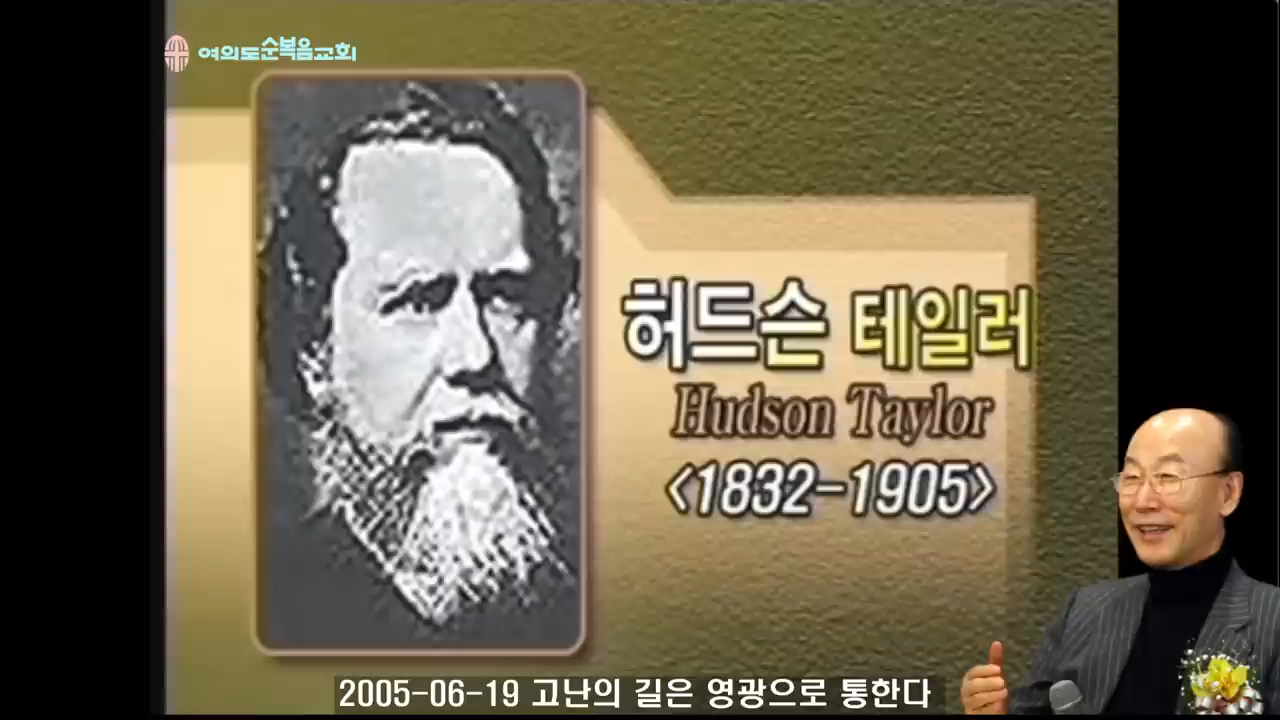 여의도순복음교회
허드슨 테일러
Hudson Taylor
<1832-1905>
2005-06-19 고난의 길은 영광으로 통한다